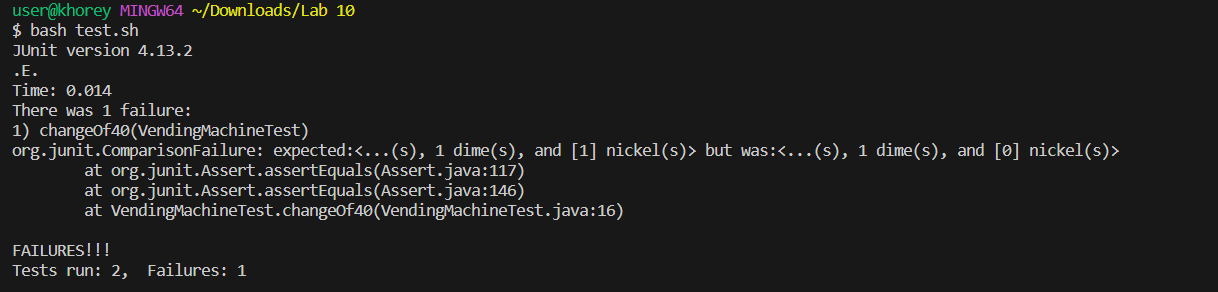 user@khorey MINGW64 ~/Downloads/Lab 10
$ bash test.sh
JUnit version 4.13.2
.E.
Time: 0.014
There was 1 failure:
1) changeOf40(VendingMachineTest)
org.junit.ComparisonFailure: expected:<...(s), 1 dime(s), and [1] nickel(s)> but was:<...(s), 1 dime(s), and [0] nickel(s)>
        at org.junit.Assert.assertEquals(Assert.java:117)
        at org.junit.Assert.assertEquals(Assert.java:146)
        at VendingMachineTest.changeOf40(VendingMachineTest.java:16)
FAILURES!!!
Tests run: 2,  Failures: 1